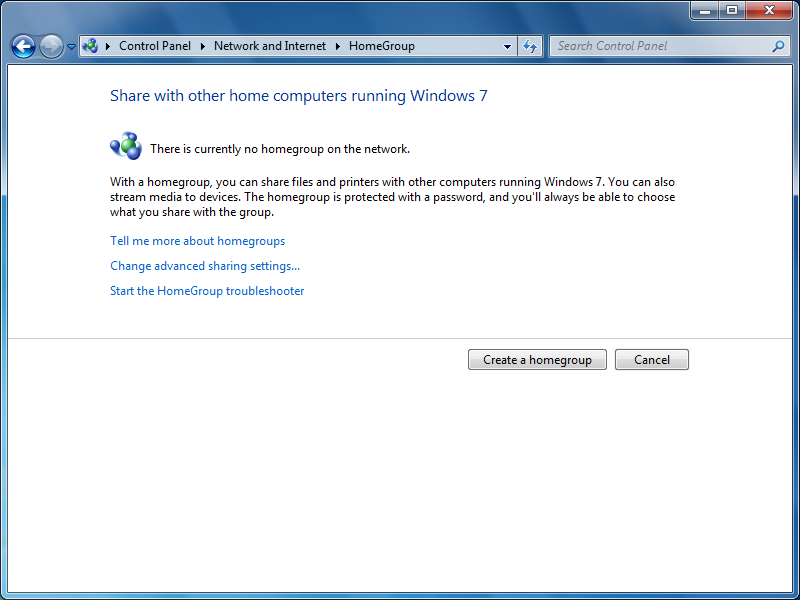 Control Panel Network and Internet HomeGroup
Search Control Panel
Share with other home computers running Windows 7
There is currently no homegroup on the network.
With a homegroup, you can share files and printers with other computers running Windows 7. You can also
stream media to devices. The homegroup is protected with a password, and you'll always be able to choose
what you share with the group.
Tell me more about homegroups
Change advanced sharing settings...
Start the HomeGroup troubleshooter
Create a homegroup
Cancel